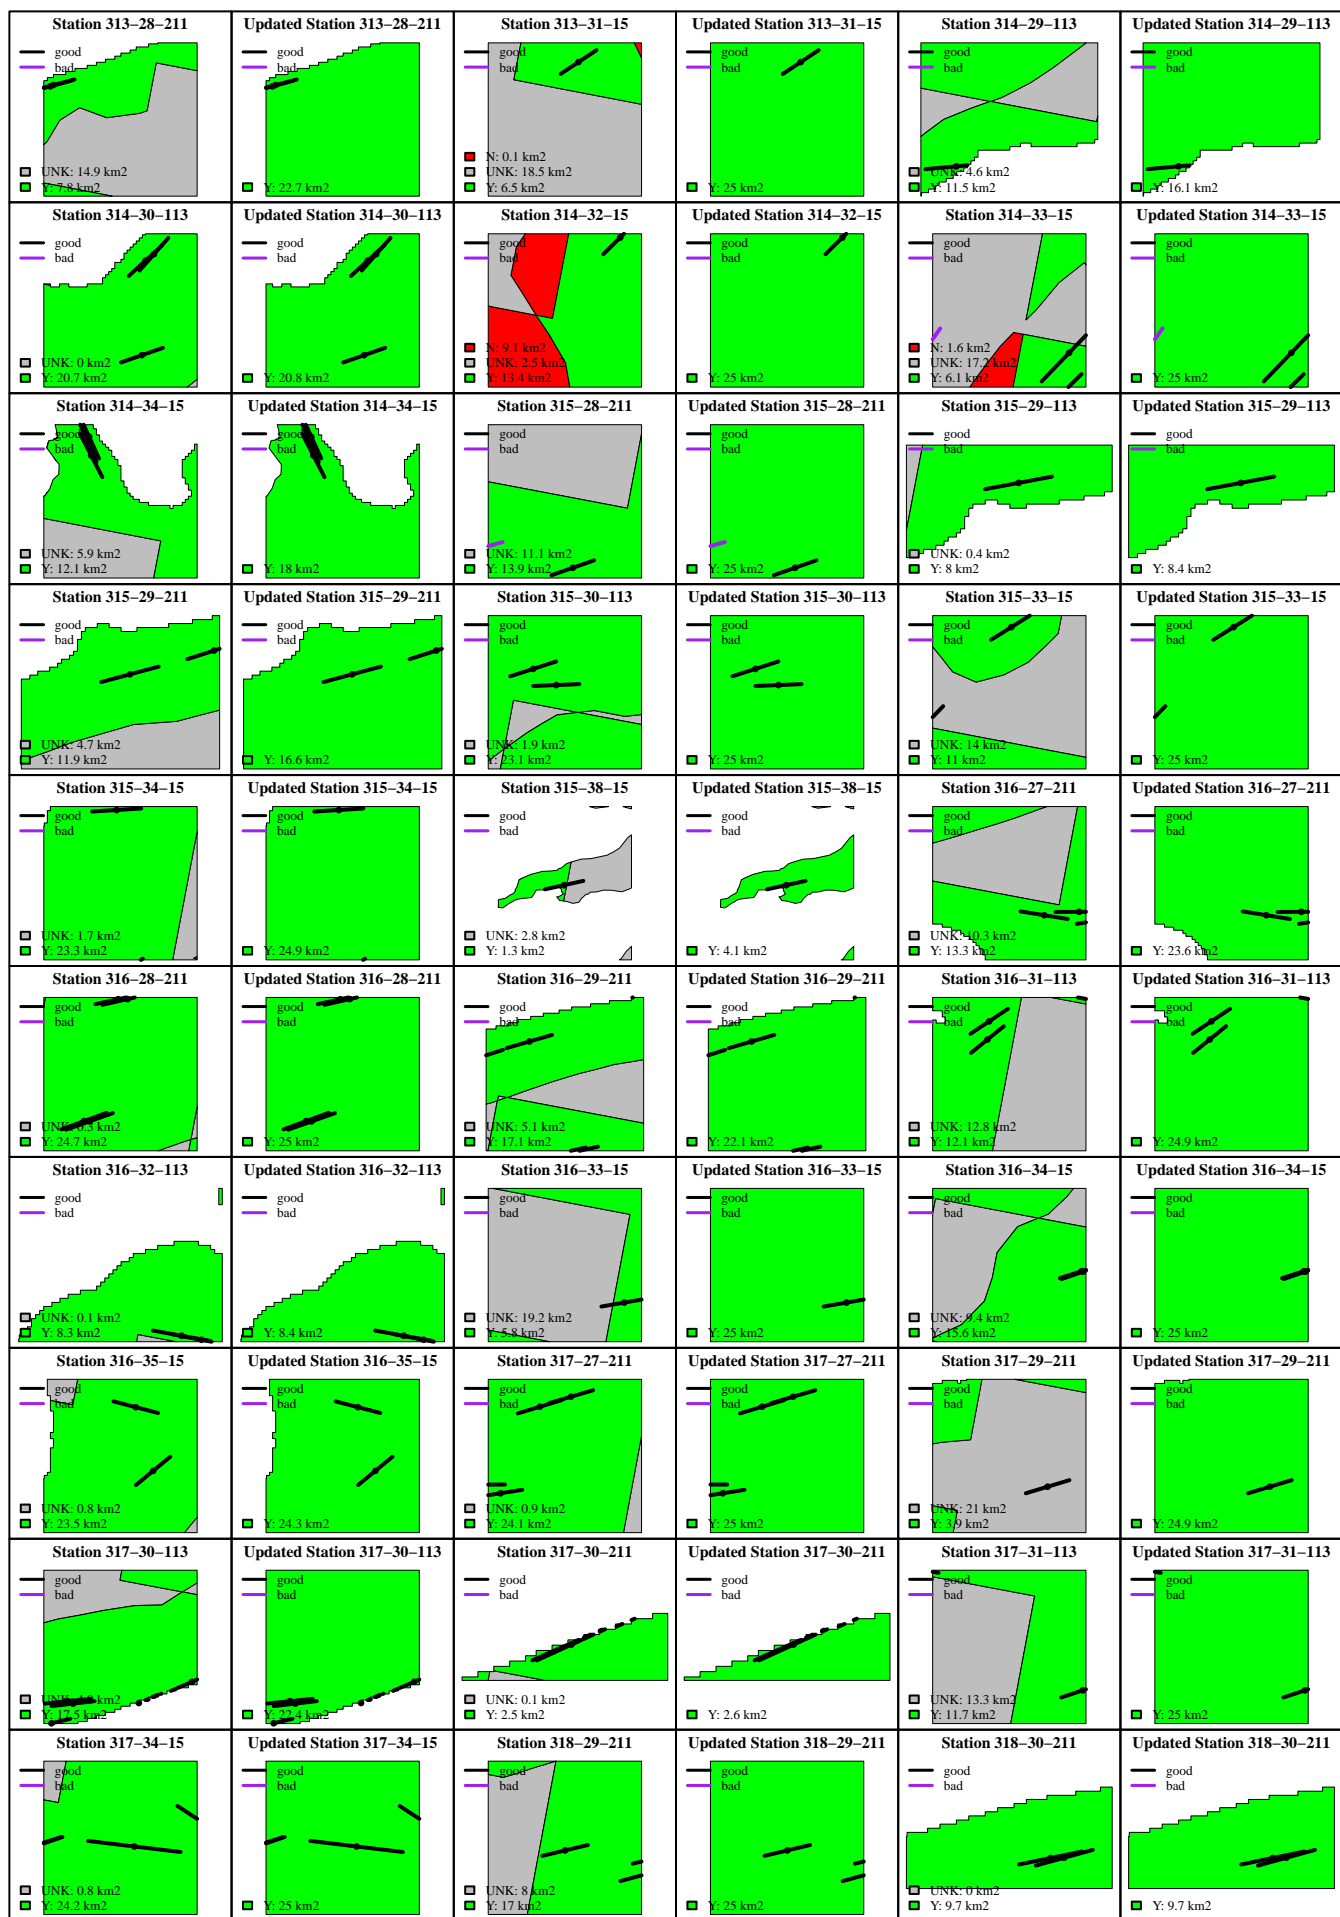 Station 313−28−211
good
bad
UNK: 14.9 km2
Y: 7.8 km2
Updated Station 313−28−211
good
bad
Y: 22.7 km2
Station 313−31−15
good
bad
N: 0.1 km2
UNK: 18.5 km2
Y: 6.5 km2
Updated Station 313−31−15
good
bad
Y: 25 km2
Station 314−29−113
good
bad
UNK: 4.6 km2
Y: 11.5 km2
Updated Station 314−29−113
good
bad
Y: 16.1 km2
Station 314−30−113
good
bad
UNK: 0 km2
Y: 20.7 km2
Updated Station 314−30−113
good
bad
Y: 20.8 km2
Station 314−32−15
good
bad
N: 9.1 km2
UNK: 2.5 km2
Y: 13.4 km2
Updated Station 314−32−15
good
bad
Y: 25 km2
Station 314−33−15
good
bad
N: 1.6 km2
UNK: 17.2 km2
Y: 6.1 km2
Updated Station 314−33−15
good
bad
Y: 25 km2
Station 314−34−15
good
bad
UNK: 5.9 km2
Y: 12.1 km2
Updated Station 314−34−15
good
bad
Y: 18 km2
Station 315−28−211
good
bad
UNK: 11.1 km2
Y: 13.9 km2
Updated Station 315−28−211
good
bad
Y: 25 km2
Station 315−29−113
good
bad
UNK: 0.4 km2
Y: 8 km2
Updated Station 315−29−113
good
bad
Y: 8.4 km2
Station 315−29−211
good
bad
UNK: 4.7 km2
Y: 11.9 km2
Updated Station 315−29−211
good
bad
Y: 16.6 km2
Station 315−30−113
good
bad
UNK: 1.9 km2
Y: 23.1 km2
Updated Station 315−30−113
good
bad
Y: 25 km2
Station 315−33−15
good
bad
UNK: 14 km2
Y: 11 km2
Updated Station 315−33−15
good
bad
Y: 25 km2
Station 315−34−15
good
bad
UNK: 1.7 km2
Y: 23.3 km2
Updated Station 315−34−15
good
bad
Y: 24.9 km2
Station 315−38−15
good
bad
UNK: 2.8 km2
Y: 1.3 km2
Updated Station 315−38−15
good
bad
Y: 4.1 km2
Station 316−27−211
good
bad
UNK: 10.3 km2
Y: 13.3 km2
Updated Station 316−27−211
good
bad
Y: 23.6 km2
Station 316−28−211
good
bad
UNK: 0.3 km2
Y: 24.7 km2
Updated Station 316−28−211
good
bad
Y: 25 km2
Station 316−29−211
good
bad
UNK: 5.1 km2
Y: 17.1 km2
Updated Station 316−29−211
good
bad
Y: 22.1 km2
Station 316−31−113
good
bad
UNK: 12.8 km2
Y: 12.1 km2
Updated Station 316−31−113
good
bad
Y: 24.9 km2
Station 316−32−113
good
bad
UNK: 0.1 km2
Y: 8.3 km2
Updated Station 316−32−113
good
bad
Y: 8.4 km2
Station 316−33−15
good
bad
UNK: 19.2 km2
Y: 5.8 km2
Updated Station 316−33−15
good
bad
Y: 25 km2
Station 316−34−15
good
bad
UNK: 9.4 km2
Y: 15.6 km2
Updated Station 316−34−15
good
bad
Y: 25 km2
Station 316−35−15
good
bad
UNK: 0.8 km2
Y: 23.5 km2
Updated Station 316−35−15
good
bad
Y: 24.3 km2
Station 317−27−211
good
bad
UNK: 0.9 km2
Y: 24.1 km2
Updated Station 317−27−211
good
bad
Y: 25 km2
Station 317−29−211
good
bad
UNK: 21 km2
Y: 3.9 km2
Updated Station 317−29−211
good
bad
Y: 24.9 km2
Station 317−30−113
good
bad
km2
Y: 17.5 km2
Updated Station 317−30−113
good
bad
Y: 22.4 km2
Station 317−30−211
good
bad
UNK: 0.1 km2
Y: 2.5 km2
Updated Station 317−30−211
good
bad
Y: 2.6 km2
Station 317−31−113
good
bad
UNK: 13.3 km2
Y: 11.7 km2
Updated Station 317−31−113
good
bad
Y: 25 km2
Station 317−34−15
good
bad
UNK: 0.8 km2
Y: 24.2 km2
Updated Station 317−34−15
good
bad
Y: 25 km2
Station 318−29−211
good
bad
UNK: 8 km2
Y: 17 km2
Updated Station 318−29−211
good
bad
Y: 25 km2
Station 318−30−211
good
bad
UNK: 0 km2
Y: 9.7 km2
Updated Station 318−30−211
good
bad
Y: 9.7 km2